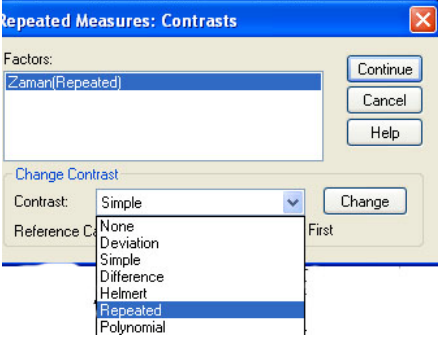 Repeated Measures: Contrasts
Factors:
Zaman(Repeated)
Continue
Cancel
Help
Change Contrast
Contrast: Simple Change
Reference Ca First
None
Deviation
Simple
Difference
Helmert
Repeated
Polynomial